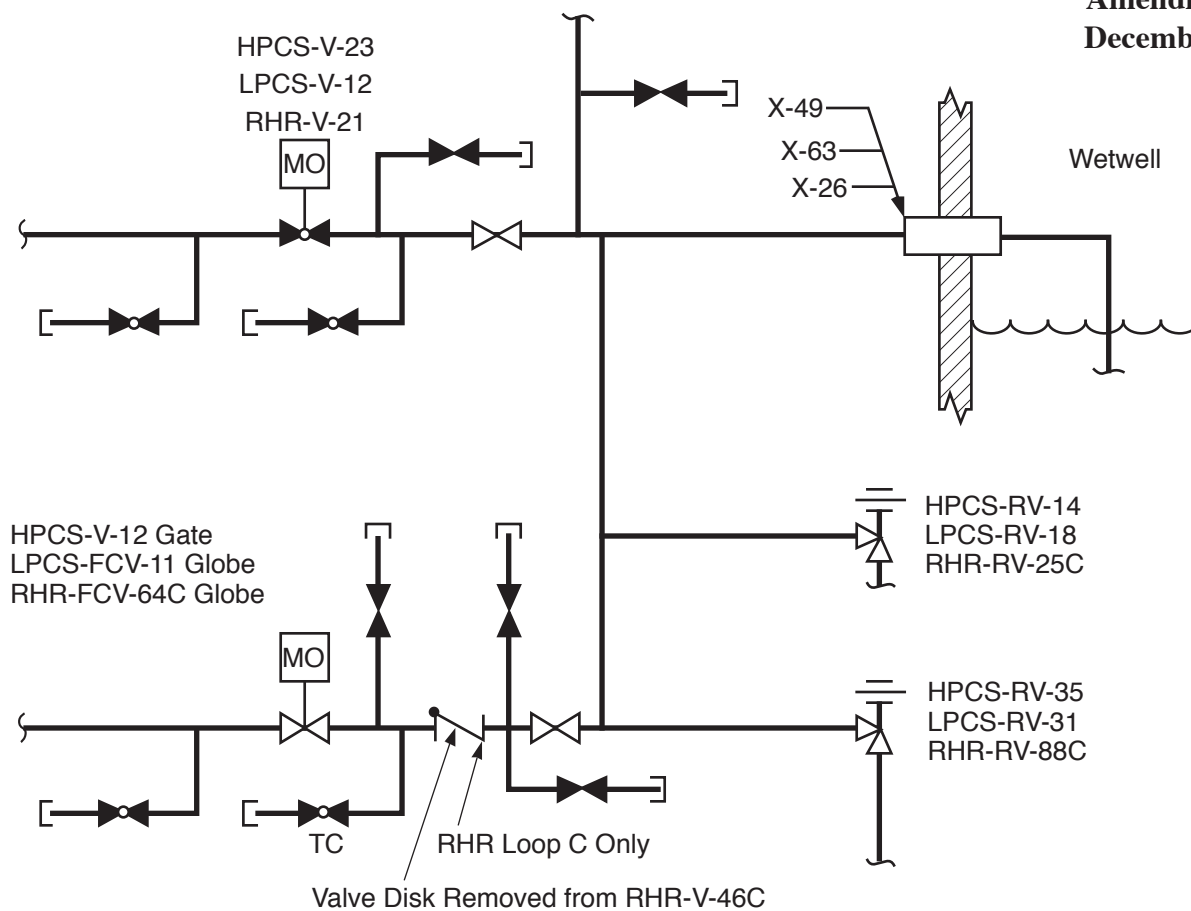 Decemb
HPCS-V-23
LPCS-V-12
RHR-V-21
MO
X-49
X-63
X-26
Wetwell
HPCS-RV-14
LPCS-RV-18
RHR-RV-25C
HPCS-V-12 Gate
LPCS-FCV-11 Globe
RHR-FCV-64C Globe
MO
HPCS-RV-35
LPCS-RV-31
RHR-RV-88C
TC
RHR Loop C Only
Valve Disk Removed from RHR-V-46C